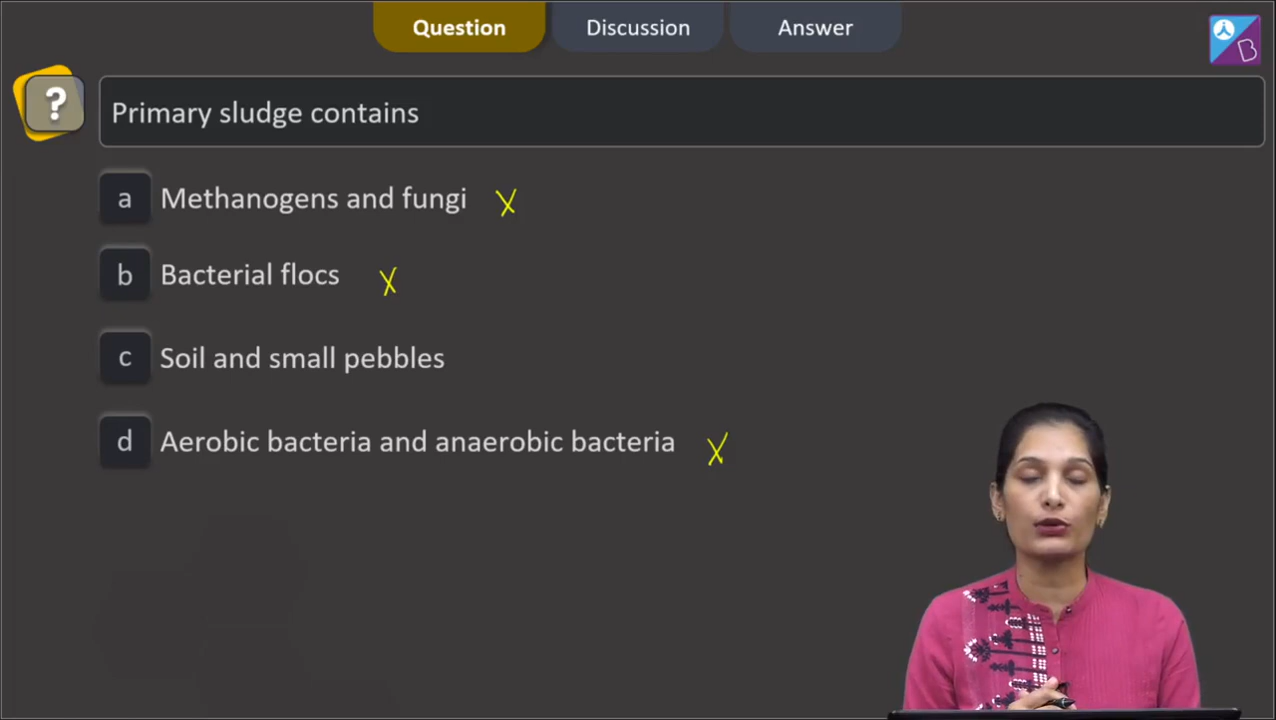 Question Discussion Answer
? Primary sludge contains
a Methanogens and fungi X
b Bacterial flocs X
c Soil and small pebbles
d Aerobic bacteria and anaerobic bacteria X
B